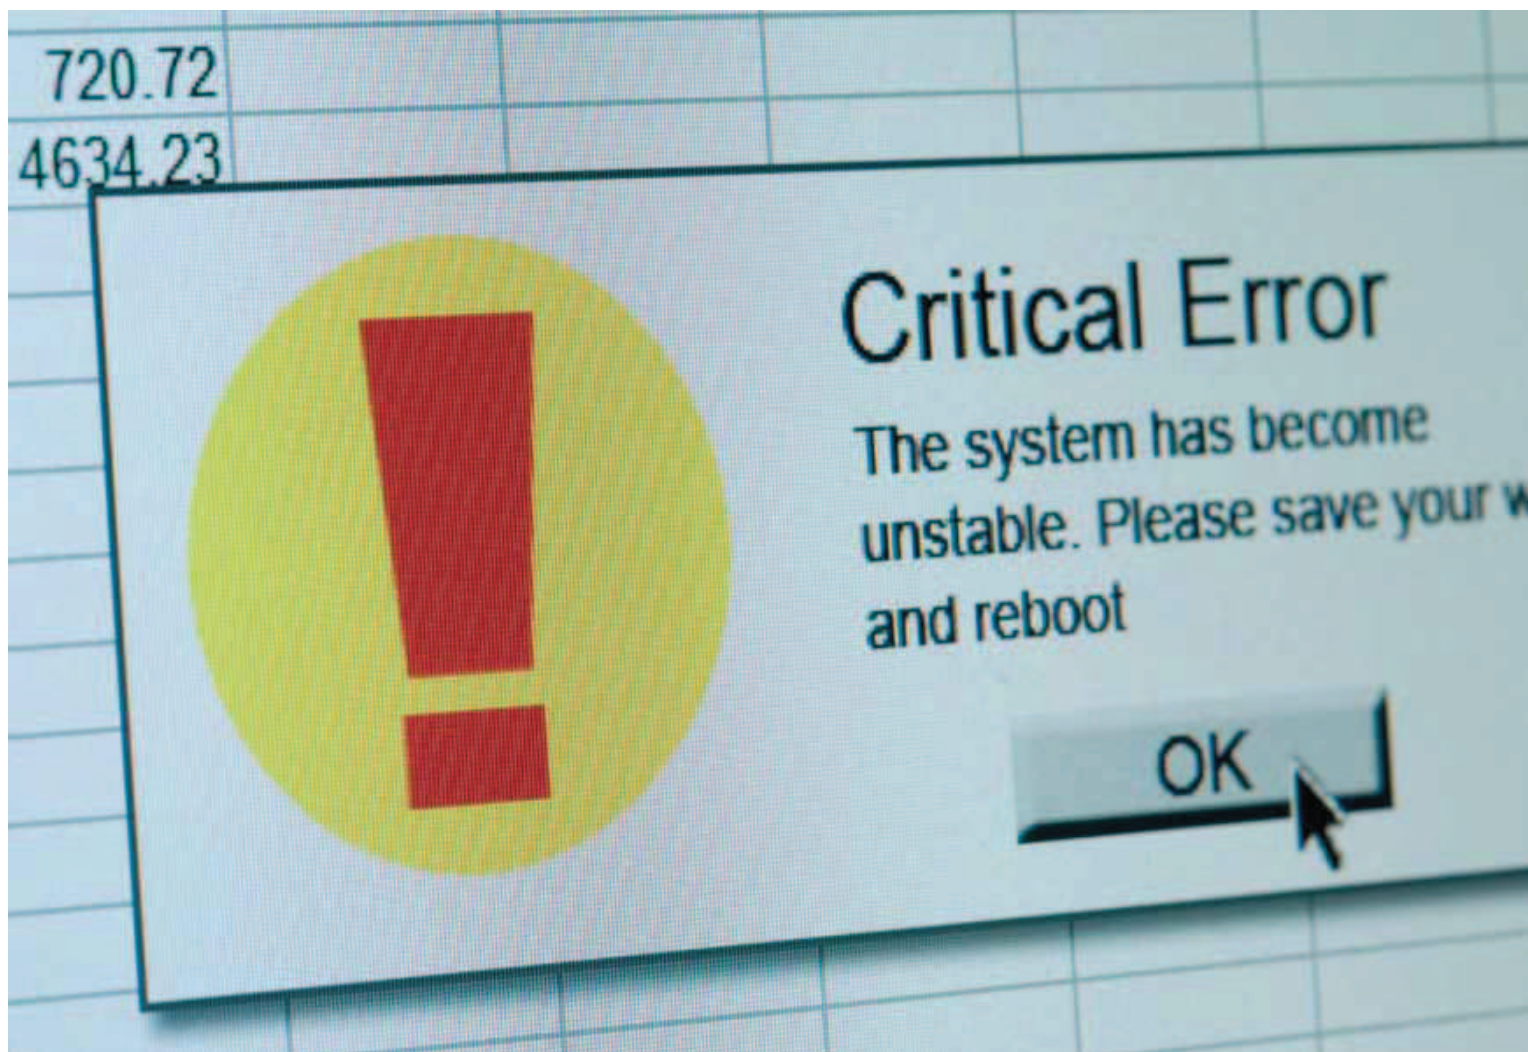 720.72
4634.23
Critical Error
The system has become
unstable. Please save your
and reboot
OK